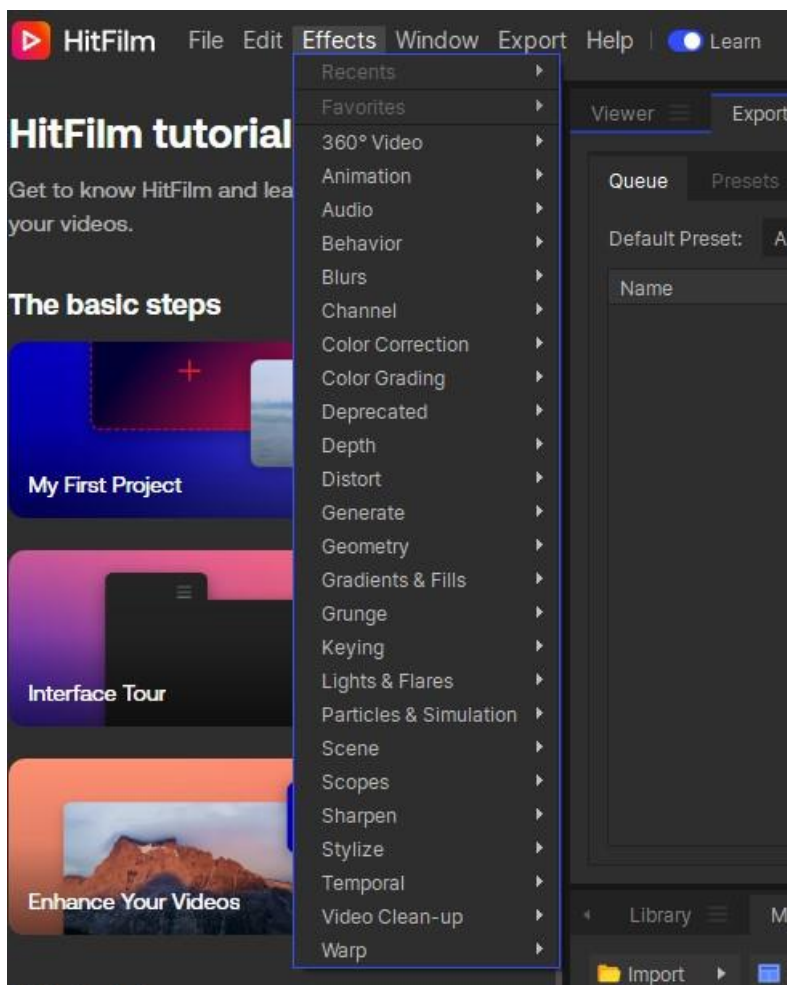 HitFilm File Edit Effects Window Export Help Learn
HitFilm tutorial
Get to know HitFilm and lea
your videos.
The basic steps
My First Project
Interface Tour
Enhance Your Videos
Recents
Favorites
360° Video
Animation
Audio
Behavior
Blurs
Channel
Color Correction
Color Grading
Deprecated
Depth
Distort
Generate
Geometry
Gradients & Fills
Grunge
Keying
Lights & Flares
Particles & Simulation
Scene
Scopes
Sharpen
Stylize
Temporal
Video Clean-up
Warp
Viewer Export
Queue Presets
Default Preset: A
Name
Library M
Import